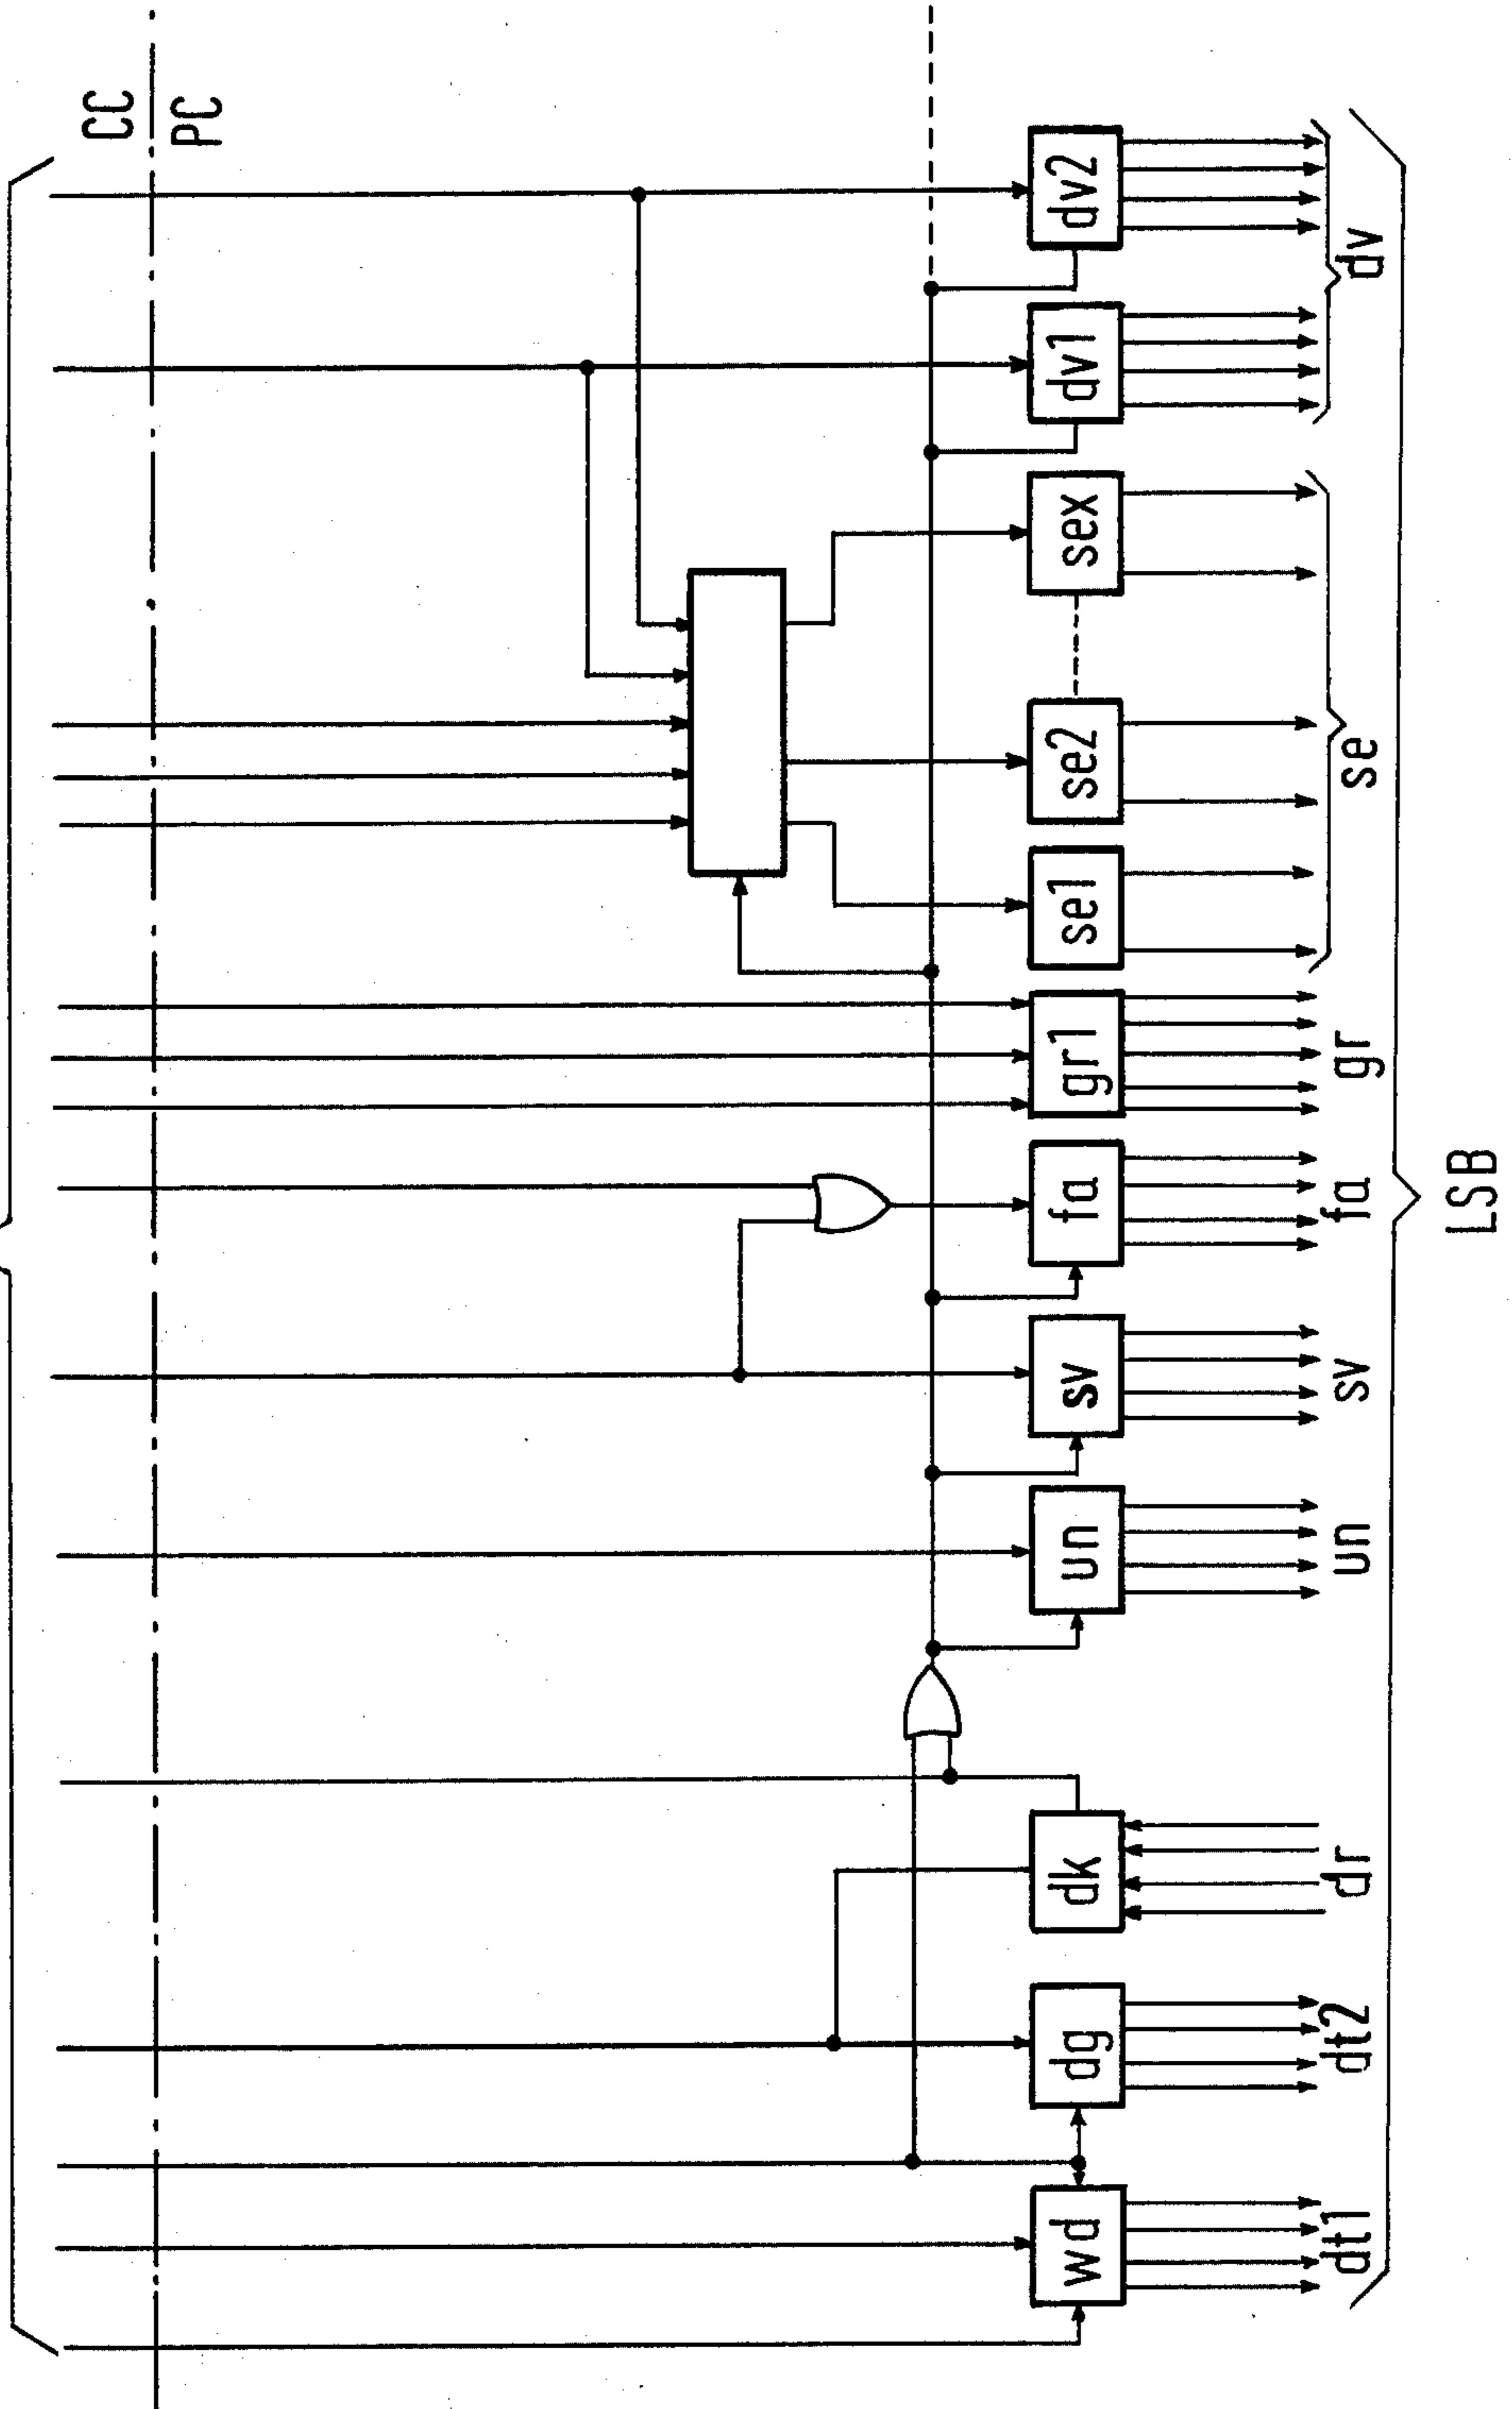 CC
PC
wd
dg
dk
un
sv
fa
gr1
se1
se2
sex
dv1
dv2
dt1
dt2
dr
un
sv
fa
gr
se
dv
LSB